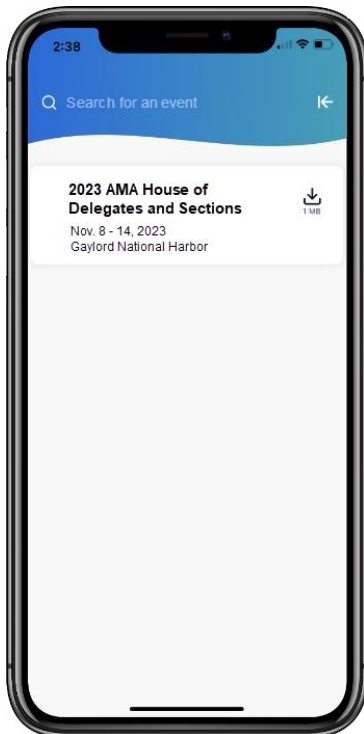 2:38
Search for an event
2023 AMA House of
Delegates and Sections
1 MB
Nov. 8 - 14, 2023
Gaylord National Harbor